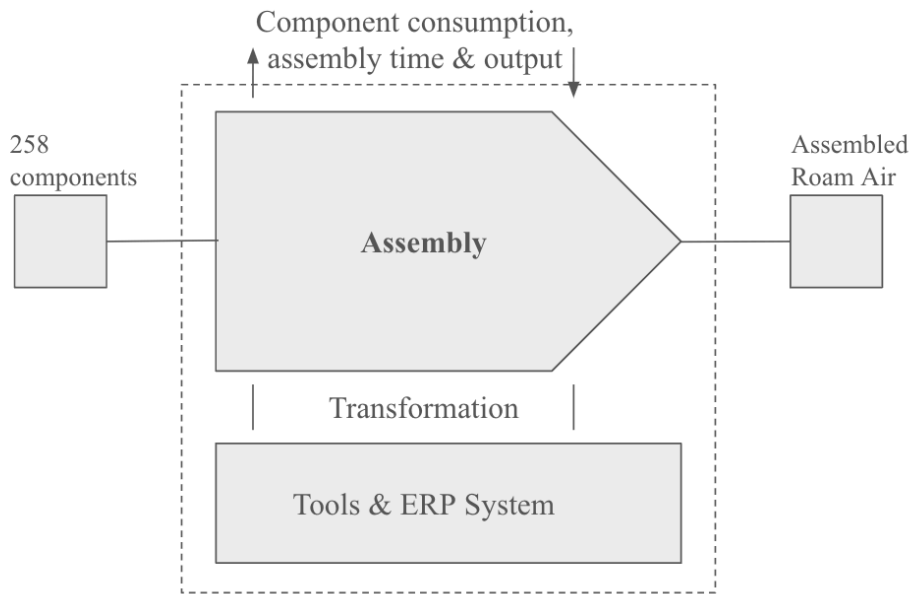 Component consumption,
assembly time & output
258
components
Assembled
Roam Air
Assembly
Transformation
Tools & ERP System